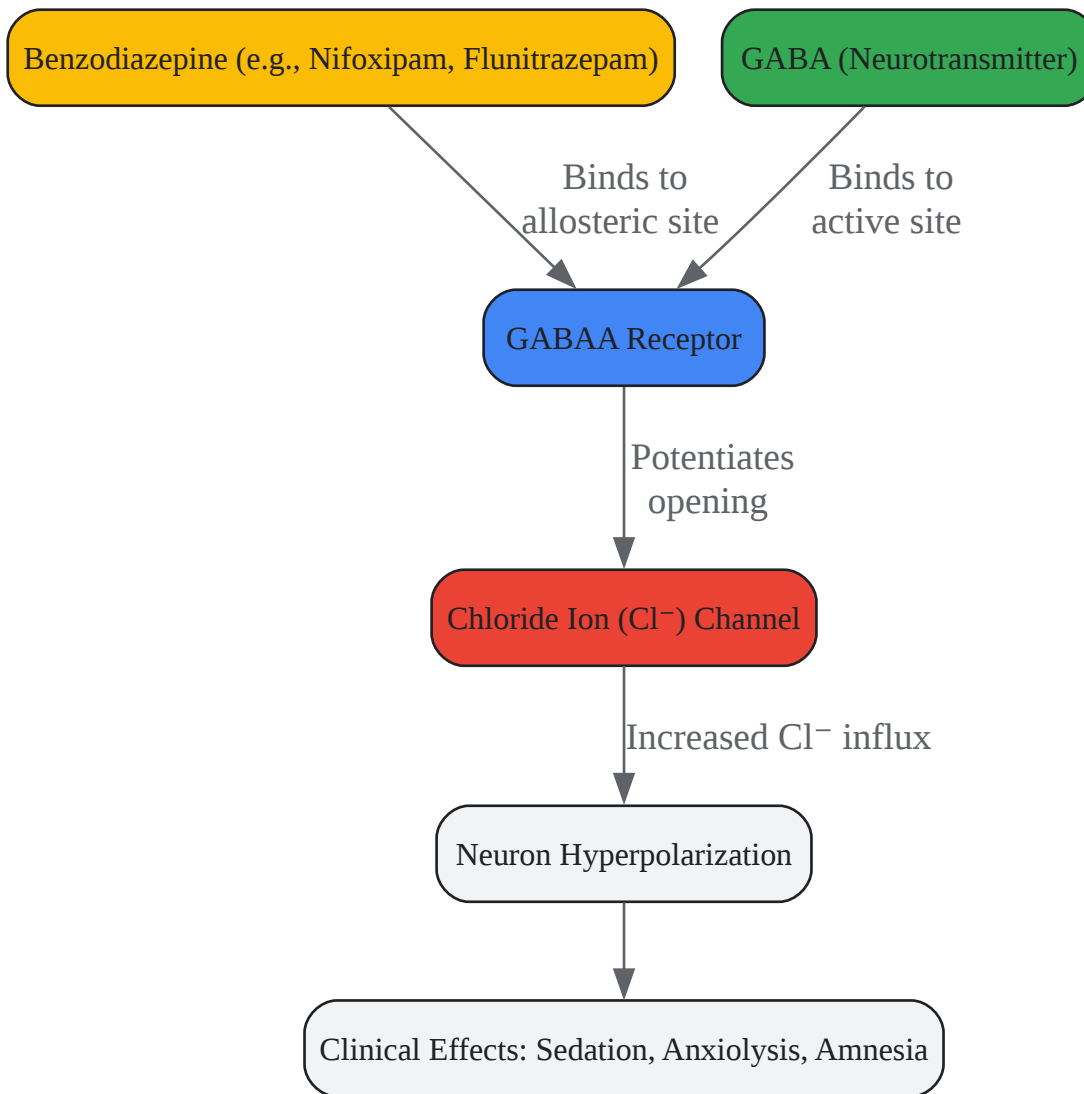 Benzodiazepine (e.g., Nifoxipam, Flunitrazepam)
GABA (Neurotransmitter)
Binds to
allosteric site
Binds to
active site
GABAA Receptor
Potentiates
opening
Chloride Ion (Cl⁻) Channel
Increased Cl⁻ influx
Neuron Hyperpolarization
Clinical Effects: Sedation, Anxiolysis, Amnesia